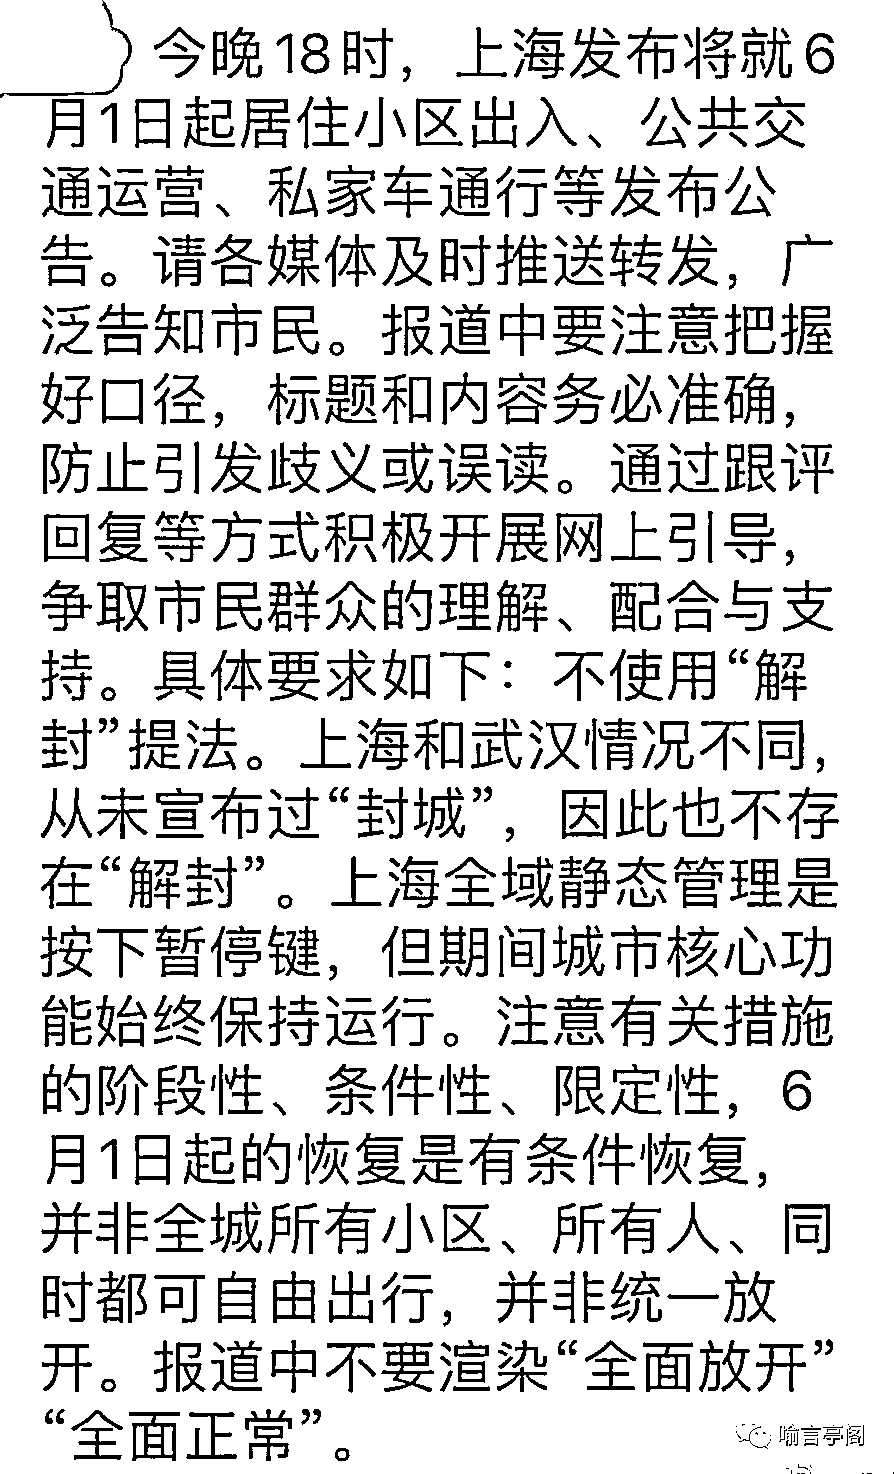 今晚18时，上海发布将就6
月1日起居住小区出入、公共交
通运营、私家车通行等发布公
告。请各媒体及时推送转发，广
泛告知市民。报道中要注意把握
好口径，标题和内容务必准确，
防止引发歧义或误读。通过跟评
回复等方式积极开展网上引导，
争取市民群众的理解、配合与支
持。具体要求如下：不使用“解
封”提法。上海和武汉情况不同，
从未宣布过“封城”，因此也不存
在“解封”。上海全域静态管理是
按下暂停键，但期间城市核心功
能始终保持运行。注意有关措施
的阶段性、条件性、限定性，6
月1日起的恢复是有条件恢复，
并非全城所有小区、所有人、同
时都可自由出行，并非统一放
开。报道中不要渲染“全面放开”
“全面正常”。
喻言亭阁